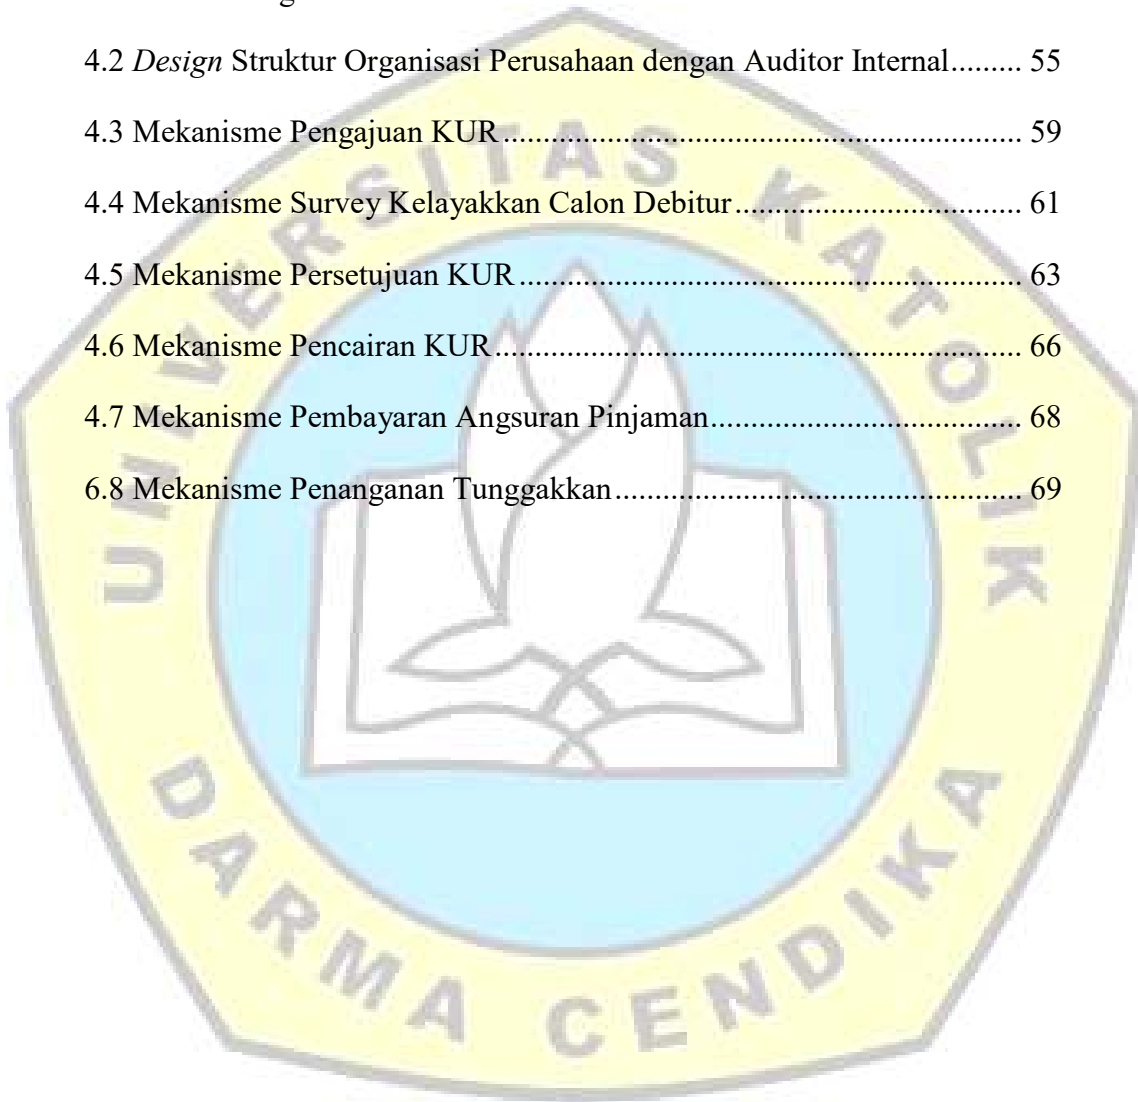 4.2 Design Struktur Organisasi Perusahaan dengan Auditor Internal......... 55
4.3 Mekanisme Pengajuan KUR................................................................. 59
4.4 Mekanisme Survey Kelayakkan Calon Debitur.................................... 61
4.5 Mekanisme Persetujuan KUR............................................................... 63
4.6 Mekanisme Pencairan KUR.................................................................. 66
4.7 Mekanisme Pembayaran Angsuran Pinjaman....................................... 68
6.8 Mekanisme Penanganan Tunggakkan................................................... 69
UNIVERSITAS KATOLIK
DARMA CENDIKA